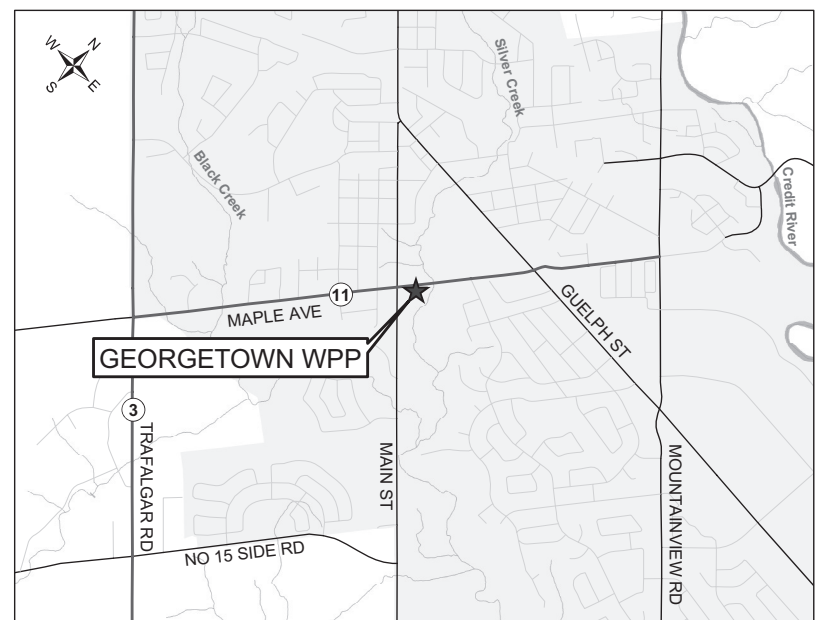 N
W
E
S
Silver Creek
Black Creek
Credit River
11
MAPLE AVE
GUELPH ST
GEORGETOWN WPP
3
TRAFALGAR RD
MAIN ST
MOUNTAINVIEW RD
NO 15 SIDE RD